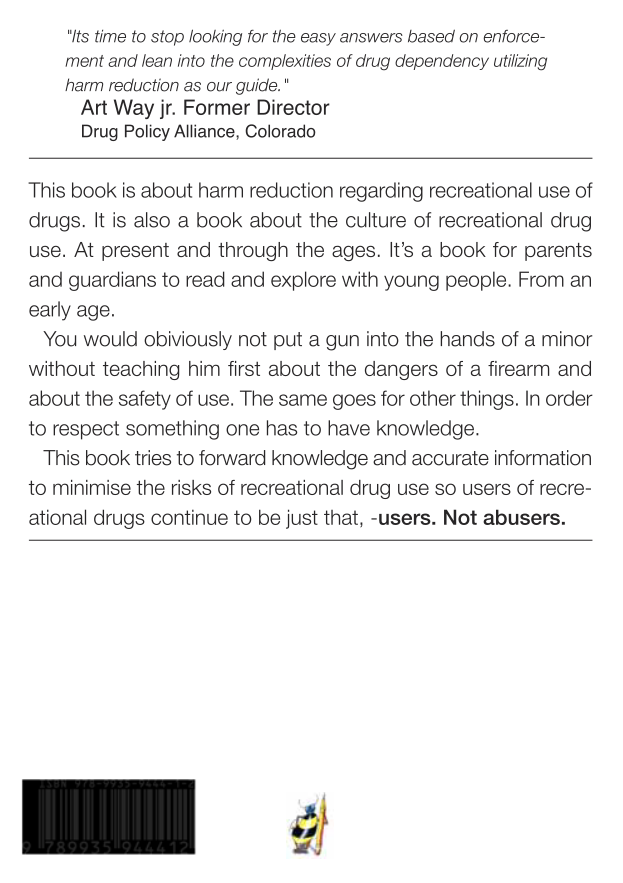 "Its time to stop looking for the easy answers based on enforce-
ment and lean into the complexities of drug dependency utilizing
harm reduction as our guide."
Art Way jr. Former Director
Drug Policy Alliance, Colorado
This book is about harm reduction regarding recreational use of
drugs. It is also a book about the culture of recreational drug
use. At present and through the ages. It’s a book for parents
and guardians to read and explore with young people. From an
early age.
You would obiviously not put a gun into the hands of a minor
without teaching him first about the dangers of a firearm and
about the safety of use. The same goes for other things. In order
to respect something one has to have knowledge.
This book tries to forward knowledge and accurate information
to minimise the risks of recreational drug use so users of recre-
ational drugs continue to be just that, -users. Not abusers.
ISBN 978-9935-9444-1-2
9 789935 944412